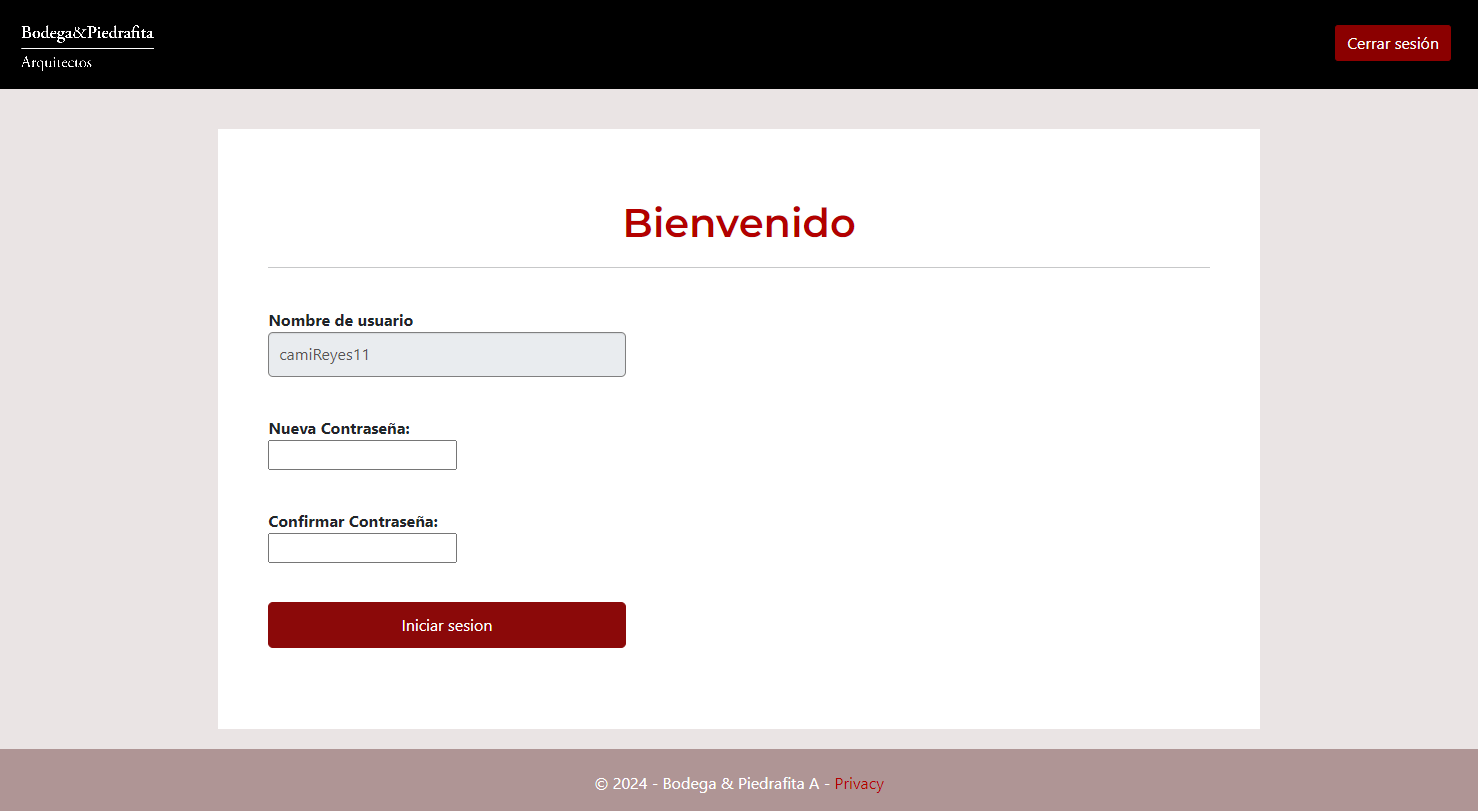 Bodega&Piedrafita
Arquitectos
Cerrar sesión
Bienvenido
Nombre de usuario
camiReyes11
Nueva Contraseña:
Confirmar Contraseña:
Iniciar sesion
© 2024 - Bodega & Piedrafita A - Privacy